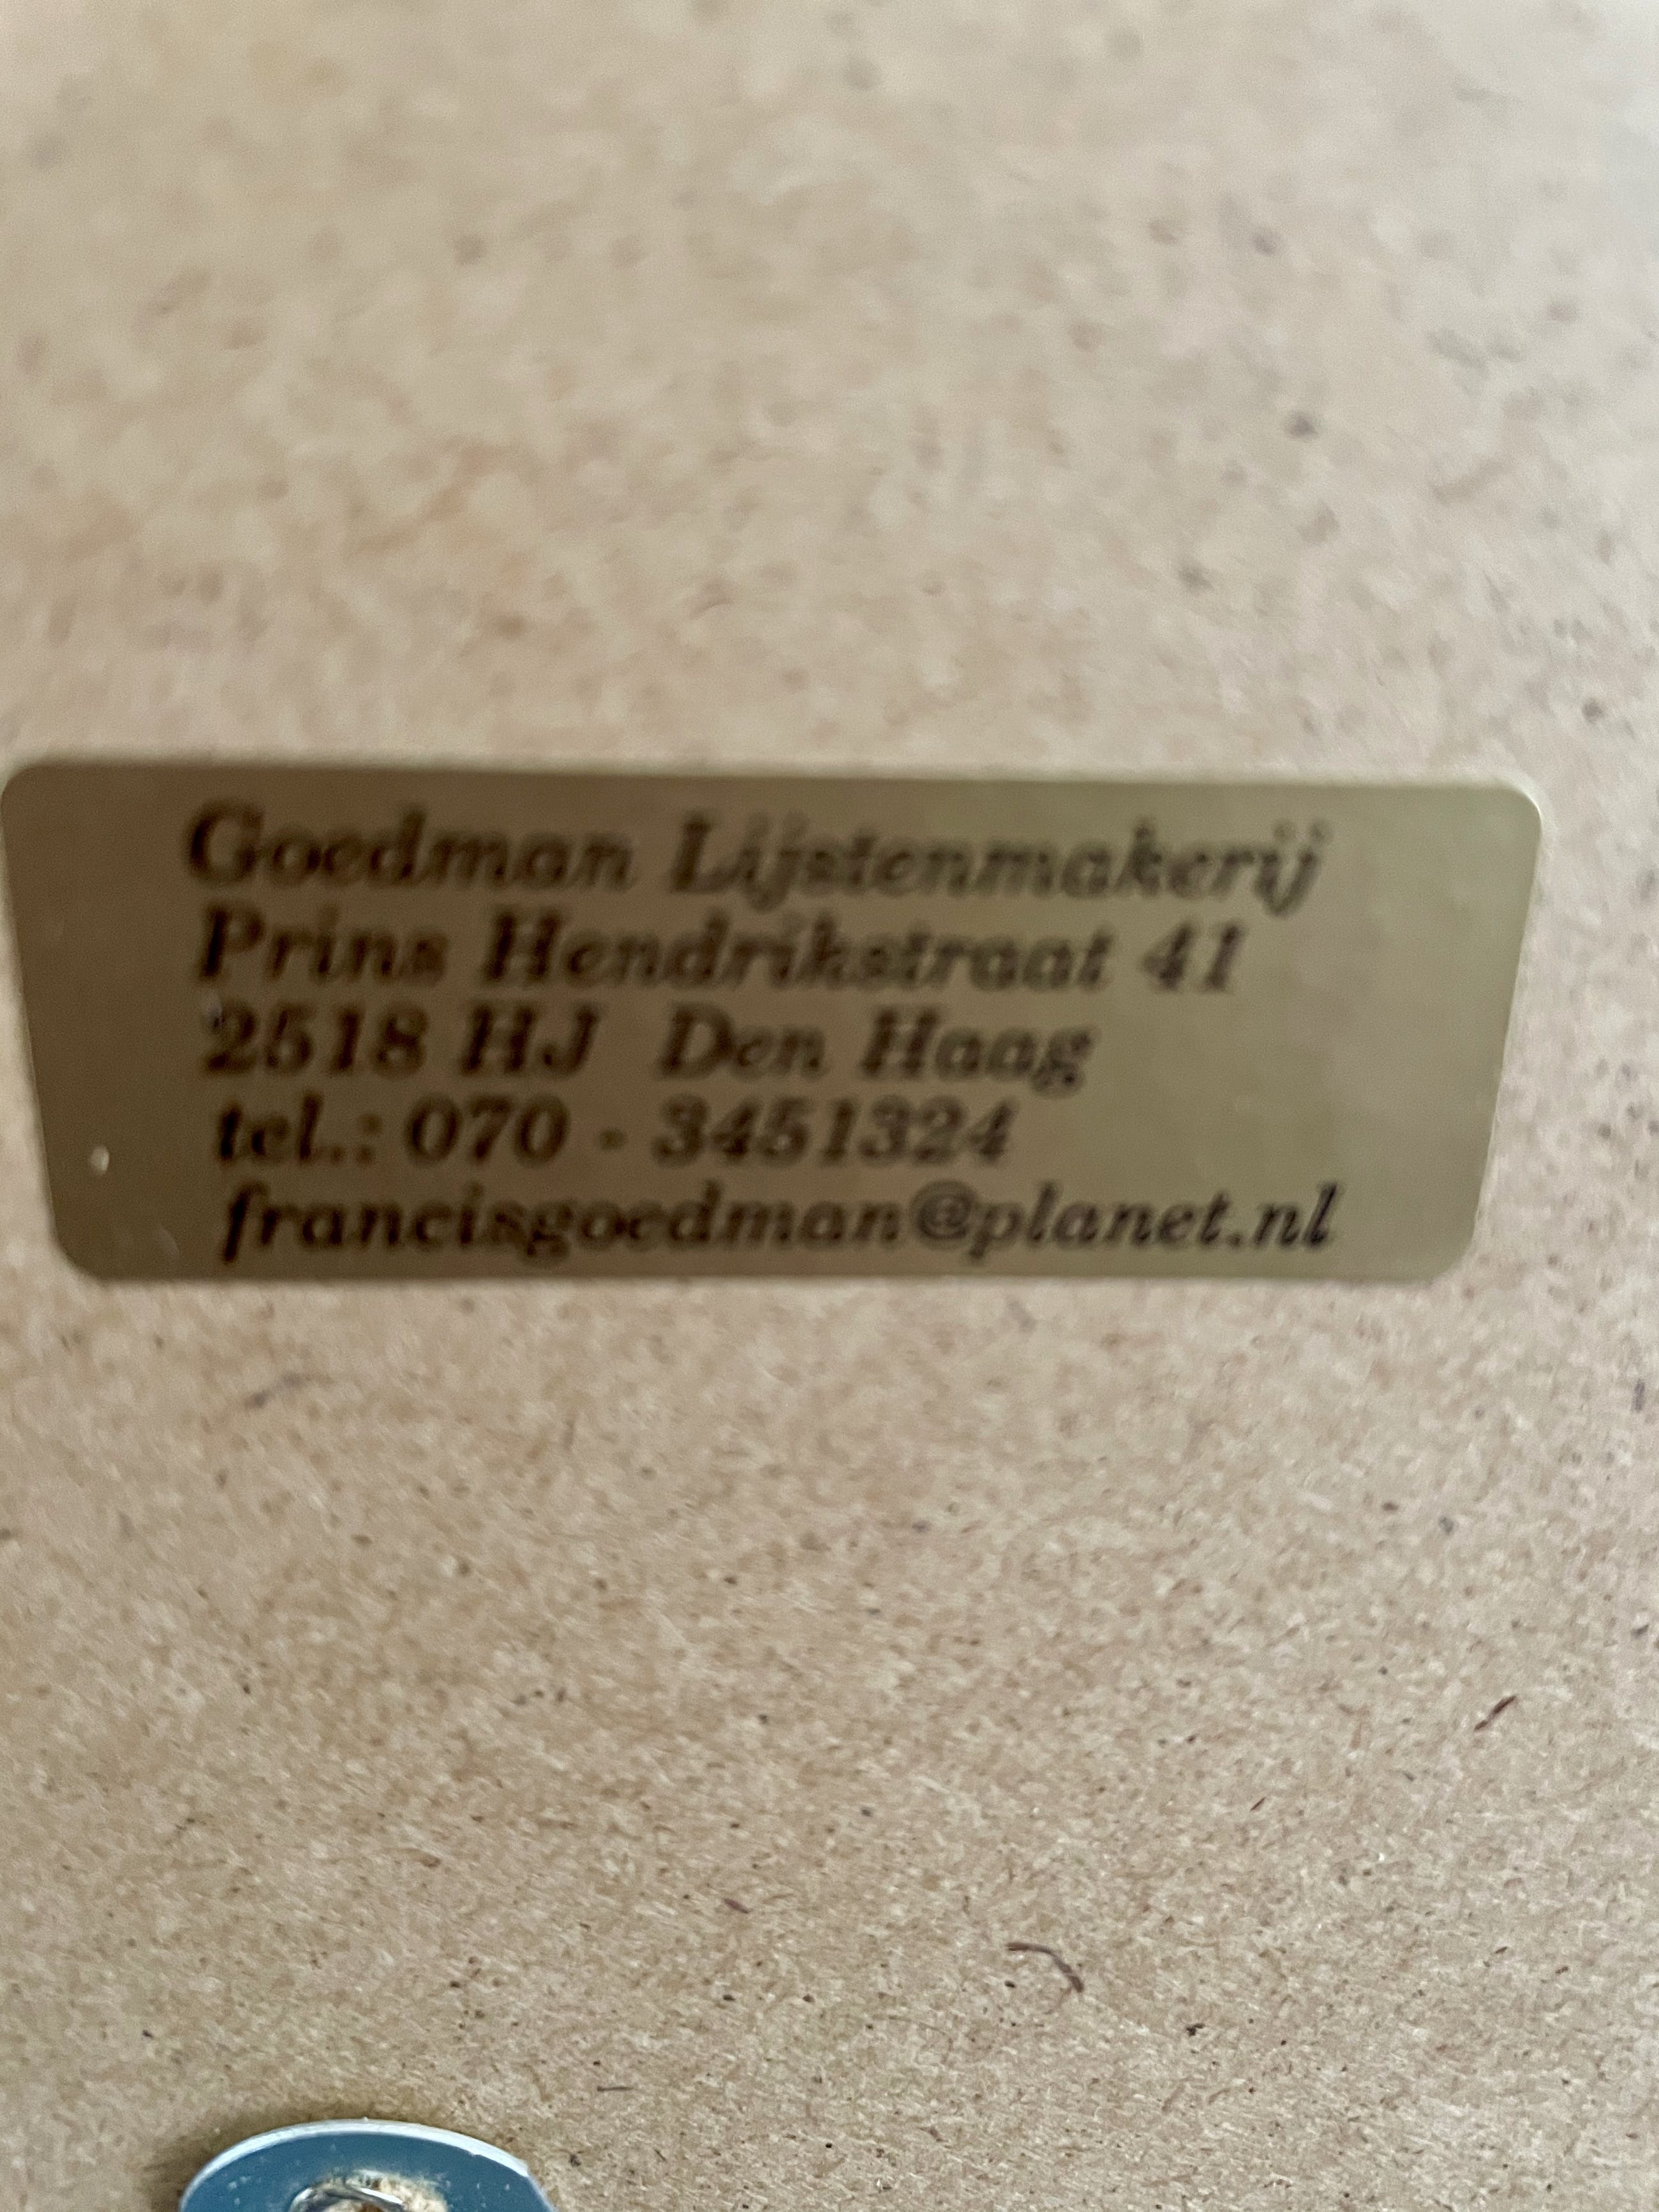 Goedman Lijstenmakerij
Prins Hendrikstraat 41
2518 HJ Den Haag
tel.: 070 - 3451324
francisgoedman@planet.nl